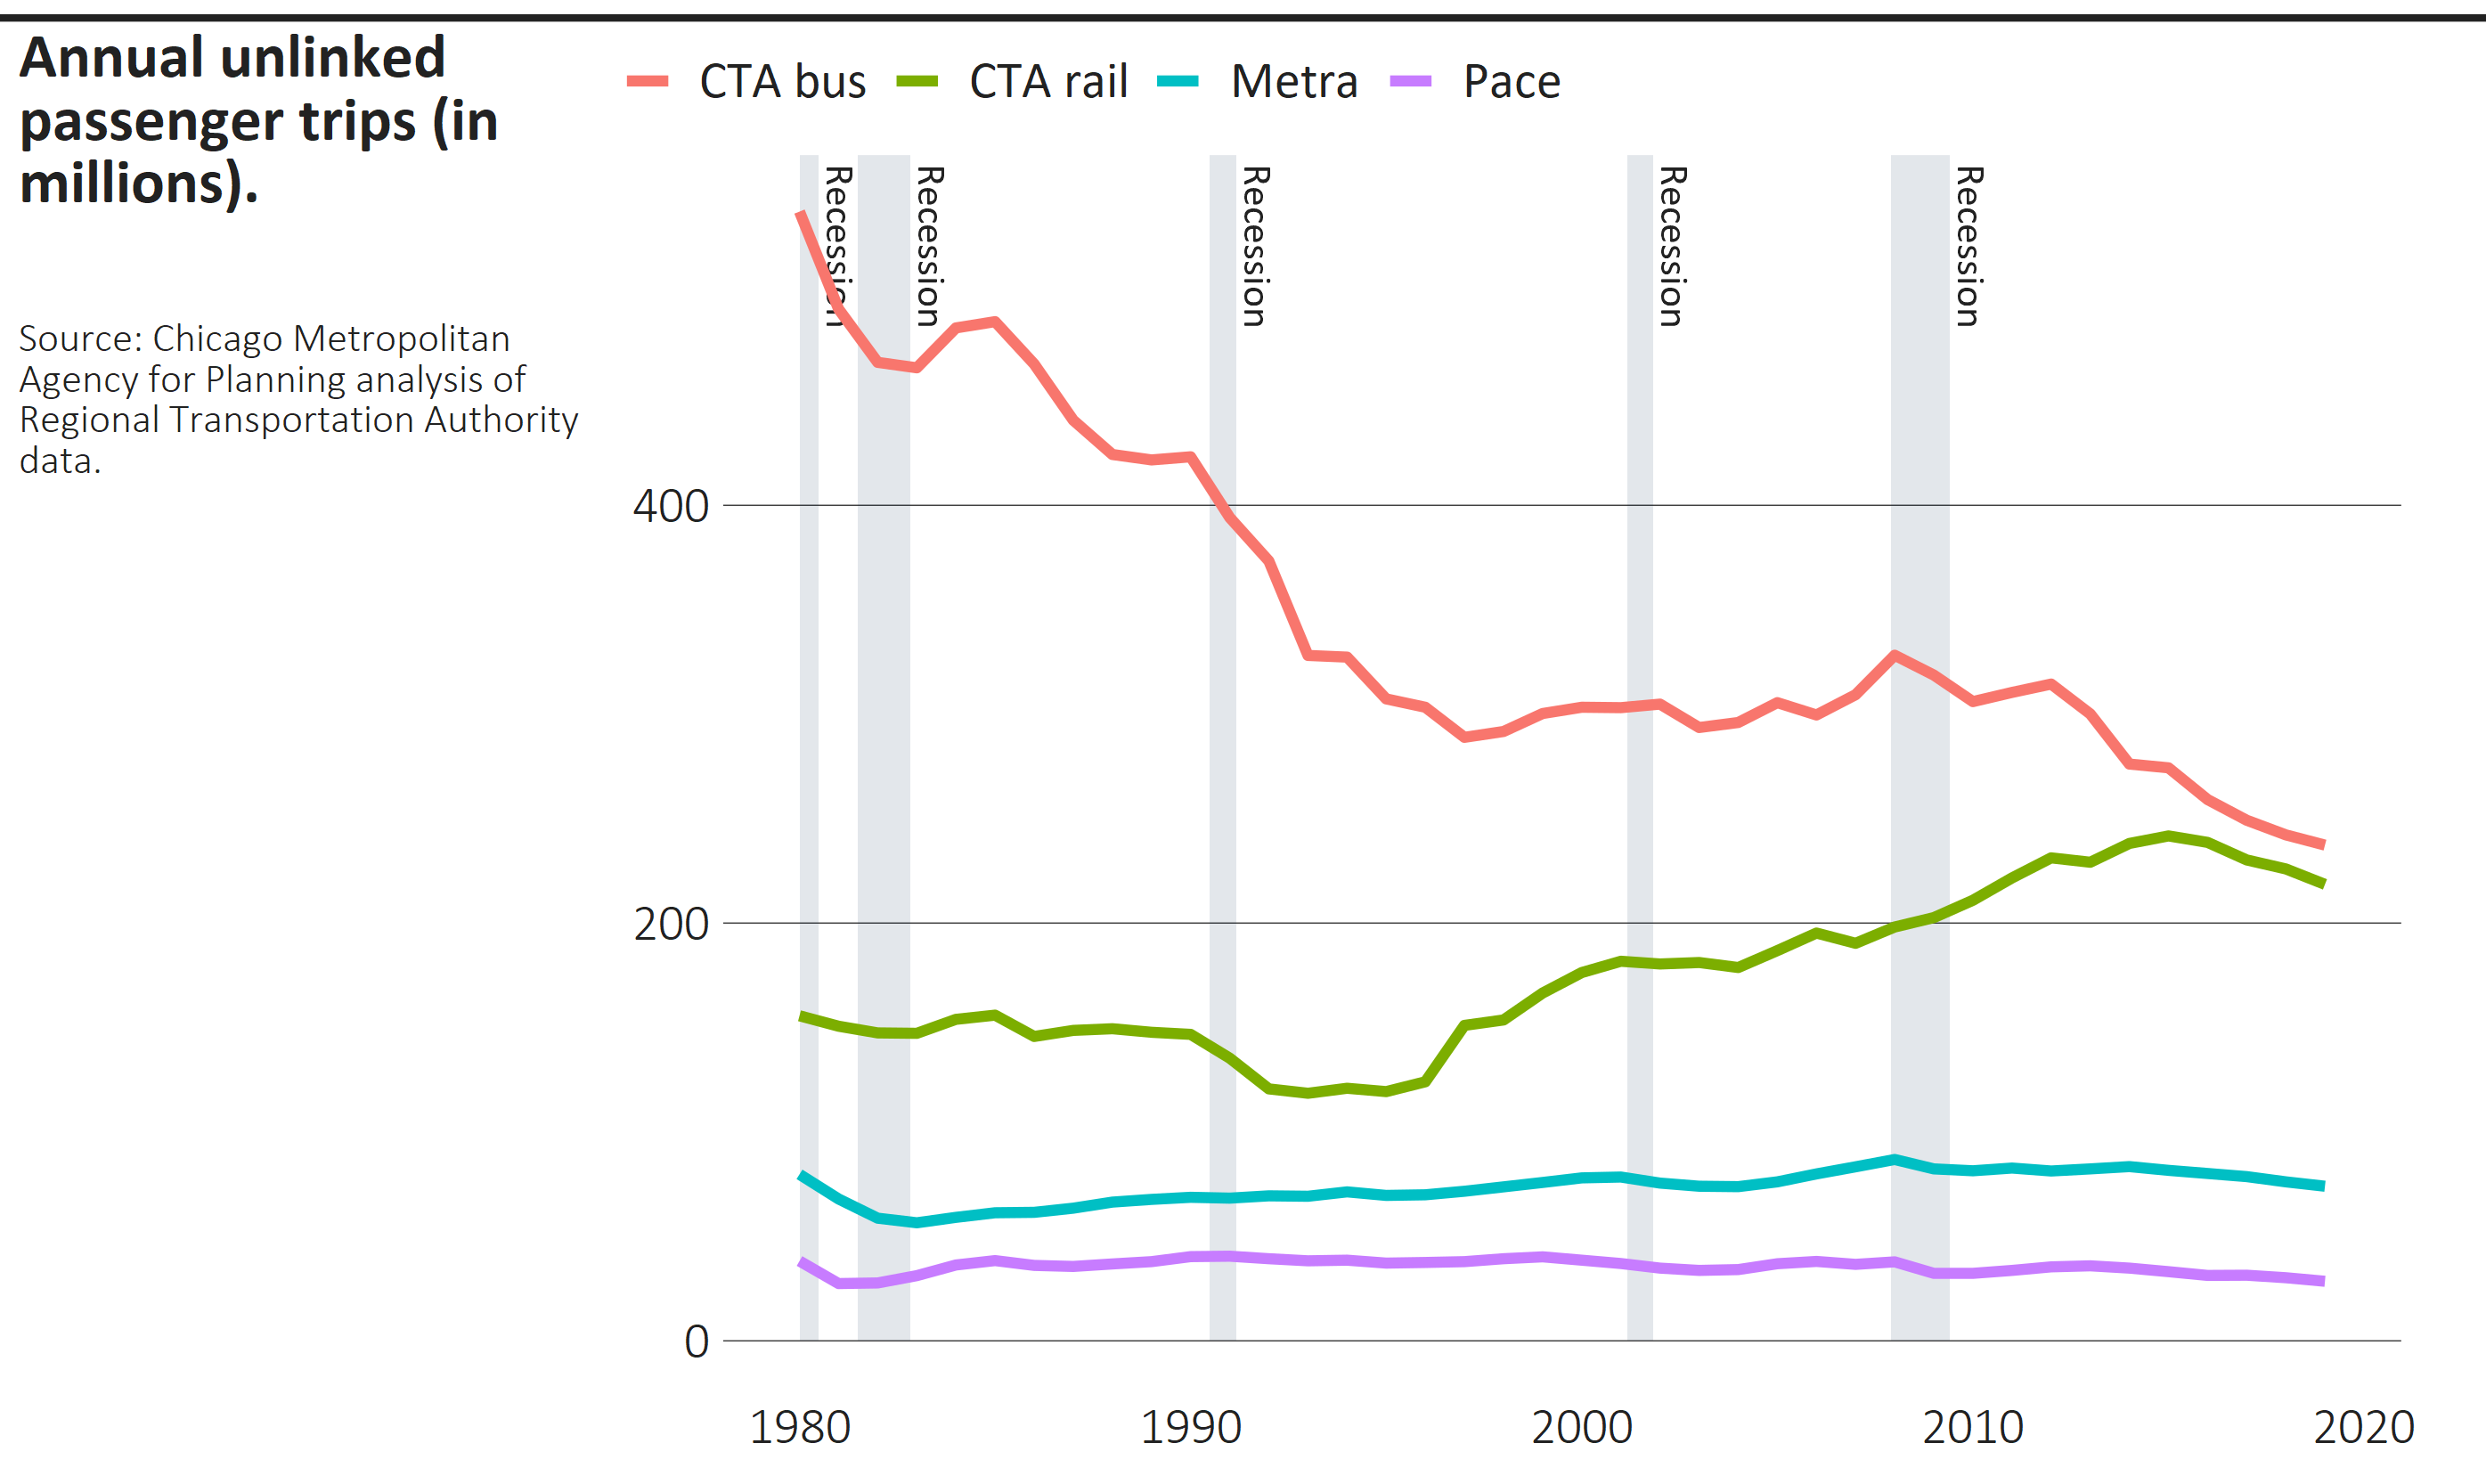 Annual unlinked
passenger trips (in
millions).
Source: Chicago Metropolitan
Agency for Planning analysis of
Regional Transportation Authority
data.
CTA bus CTA rail Metra Pace
Recession
Recession
Recession
Recession
Recession
400
200
0
1980 1990 2000 2010 2020